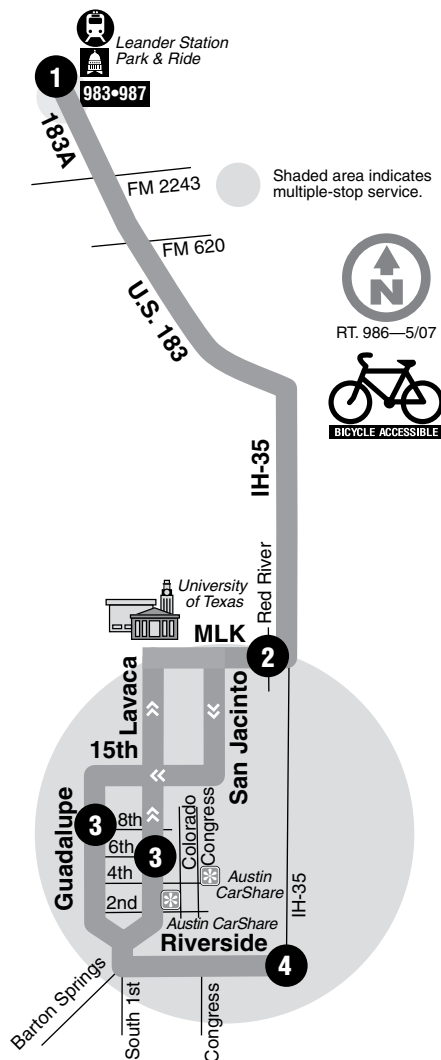 Leander Station
Park & Ride
1
983•987
183A
FM 2243
Shaded area indicates
multiple-stop service.
FM 620
U.S. 183
N
RT. 986—5/07
BICYCLE ACCESSIBLE
IH-35
University
of Texas
Red River
MLK
2
Lavaca
San Jacinto
15th
Guadalupe
3
8th
6th
3
4th
2nd
Colorado
Congress
Austin
CarShare
Austin CarShare
IH-35
Riverside
4
Barton Springs
South 1st
Congress